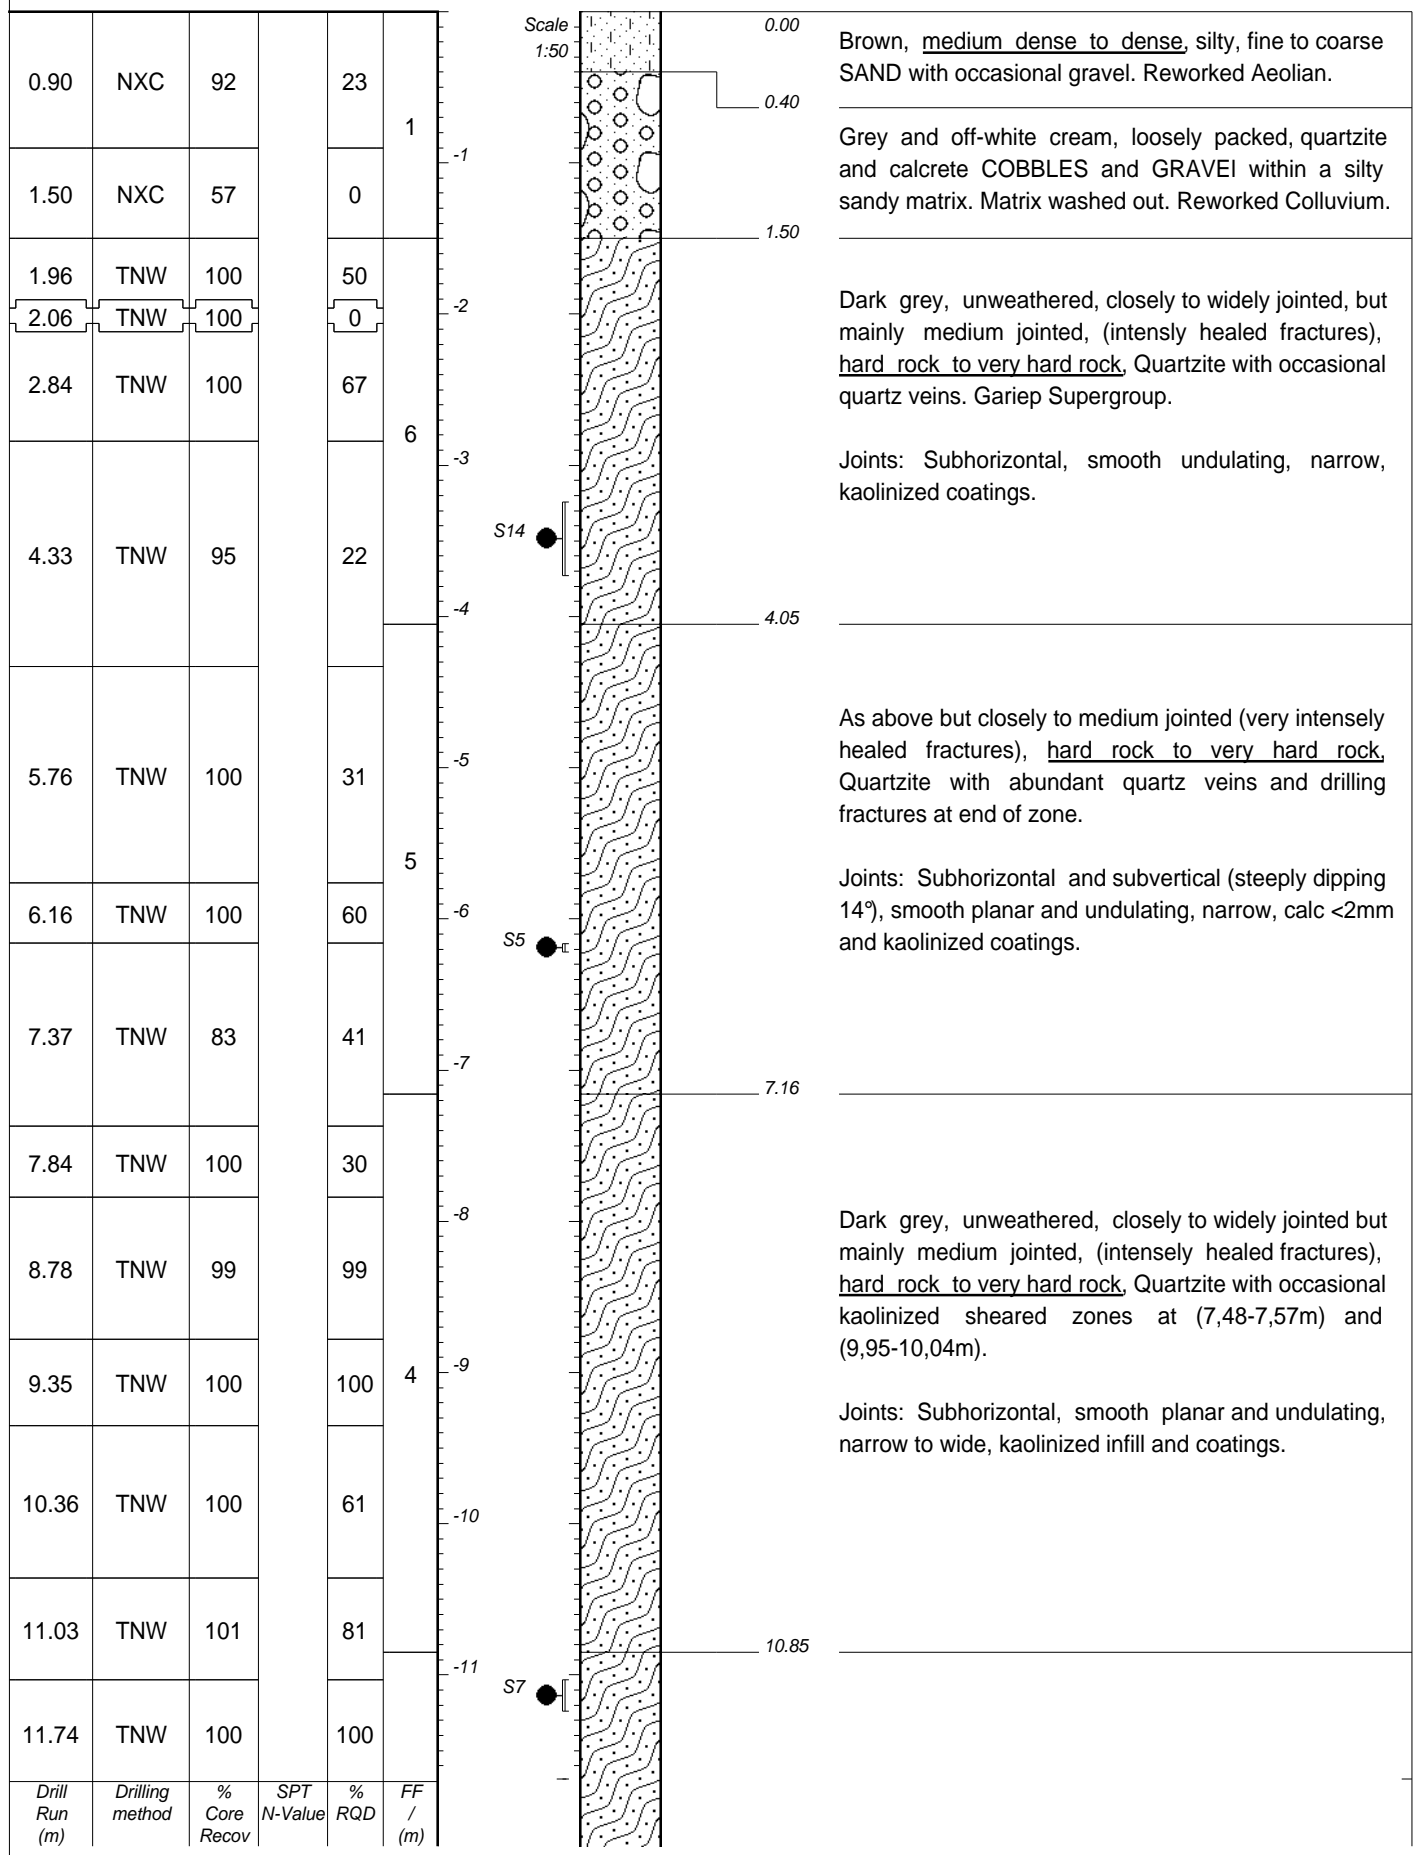 Scale
1:50
0.00
Brown, medium dense to dense, silty, fine to coarse
SAND with occasional gravel. Reworked Aeolian.
0.90 NXC 92 23
0.40
1
Grey and off-white cream, loosely packed, quartzite
and calcrete COBBLES and GRAVEl within a silty
sandy matrix. Matrix washed out. Reworked Colluvium.
-1
1.50 NXC 57 0
1.50
1.96 TNW 100 50
2.06 TNW 100 0
-2
Dark grey, unweathered, closely to widely jointed, but
mainly medium jointed, (intensly healed fractures),
hard rock to very hard rock, Quartzite with occasional
quartz veins. Gariep Supergroup.
2.84 TNW 100 67
6
-3
Joints: Subhorizontal, smooth undulating, narrow,
kaolinized coatings.
S14
4.33 TNW 95 22
-4
4.05
As above but closely to medium jointed (very intensely
healed fractures), hard rock to very hard rock,
Quartzite with abundant quartz veins and drilling
fractures at end of zone.
-5
5.76 TNW 100 31
5
Joints: Subhorizontal and subvertical (steeply dipping
14°), smooth planar and undulating, narrow, calc <2mm
and kaolinized coatings.
6.16 TNW 100 60
-6
S5
7.37 TNW 83 41
-7
7.16
7.84 TNW 100 30
-8
Dark grey, unweathered, closely to widely jointed but
mainly medium jointed, (intensely healed fractures),
hard rock to very hard rock, Quartzite with occasional
kaolinized sheared zones at (7,48-7,57m) and
(9,95-10,04m).
8.78 TNW 99 99
-9
9.35 TNW 100 100 4
Joints: Subhorizontal, smooth planar and undulating,
narrow to wide, kaolinized infill and coatings.
10.36 TNW 100 61
-10
11.03 TNW 101 81
10.85
-11
S7
11.74 TNW 100 100
Drill Drilling % SPT % FF
Run method Core N-Value RQD /
(m) Recov (m)